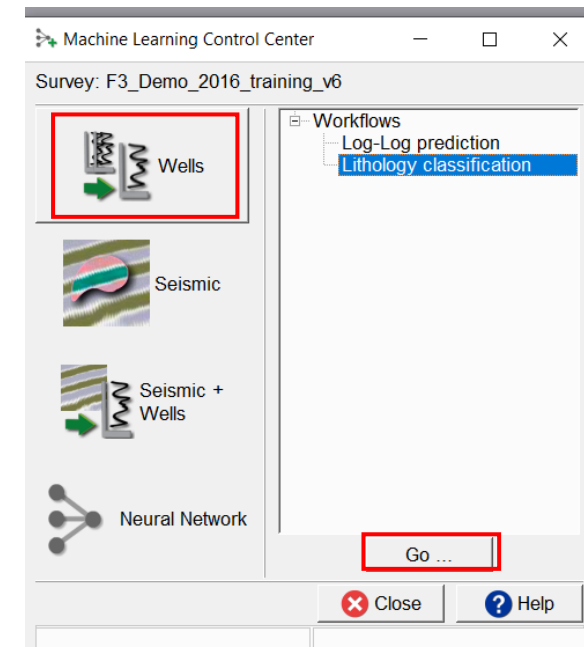 Machine Learning Control Center
Survey: F3_Demo_2016_training_v6
Wells
Seismic
Seismic +
Wells
Neural Network
Workflows
Log-Log prediction
Lithology classification
Go ...
Close
Help